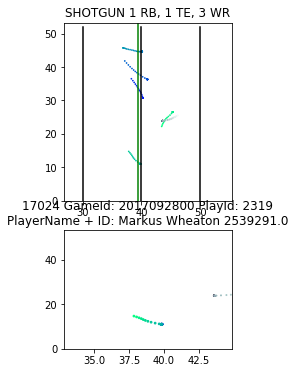 SHOTGUN 1 RB, 1 TE, 3 WR
50
40
30
20
10
0
30 40 50
17024 GameId: 2017092800 PlayId: 2319
PlayerName + ID: Markus Wheaton 2539291.0
40
20
0
35.0 37.5 40.0 42.5